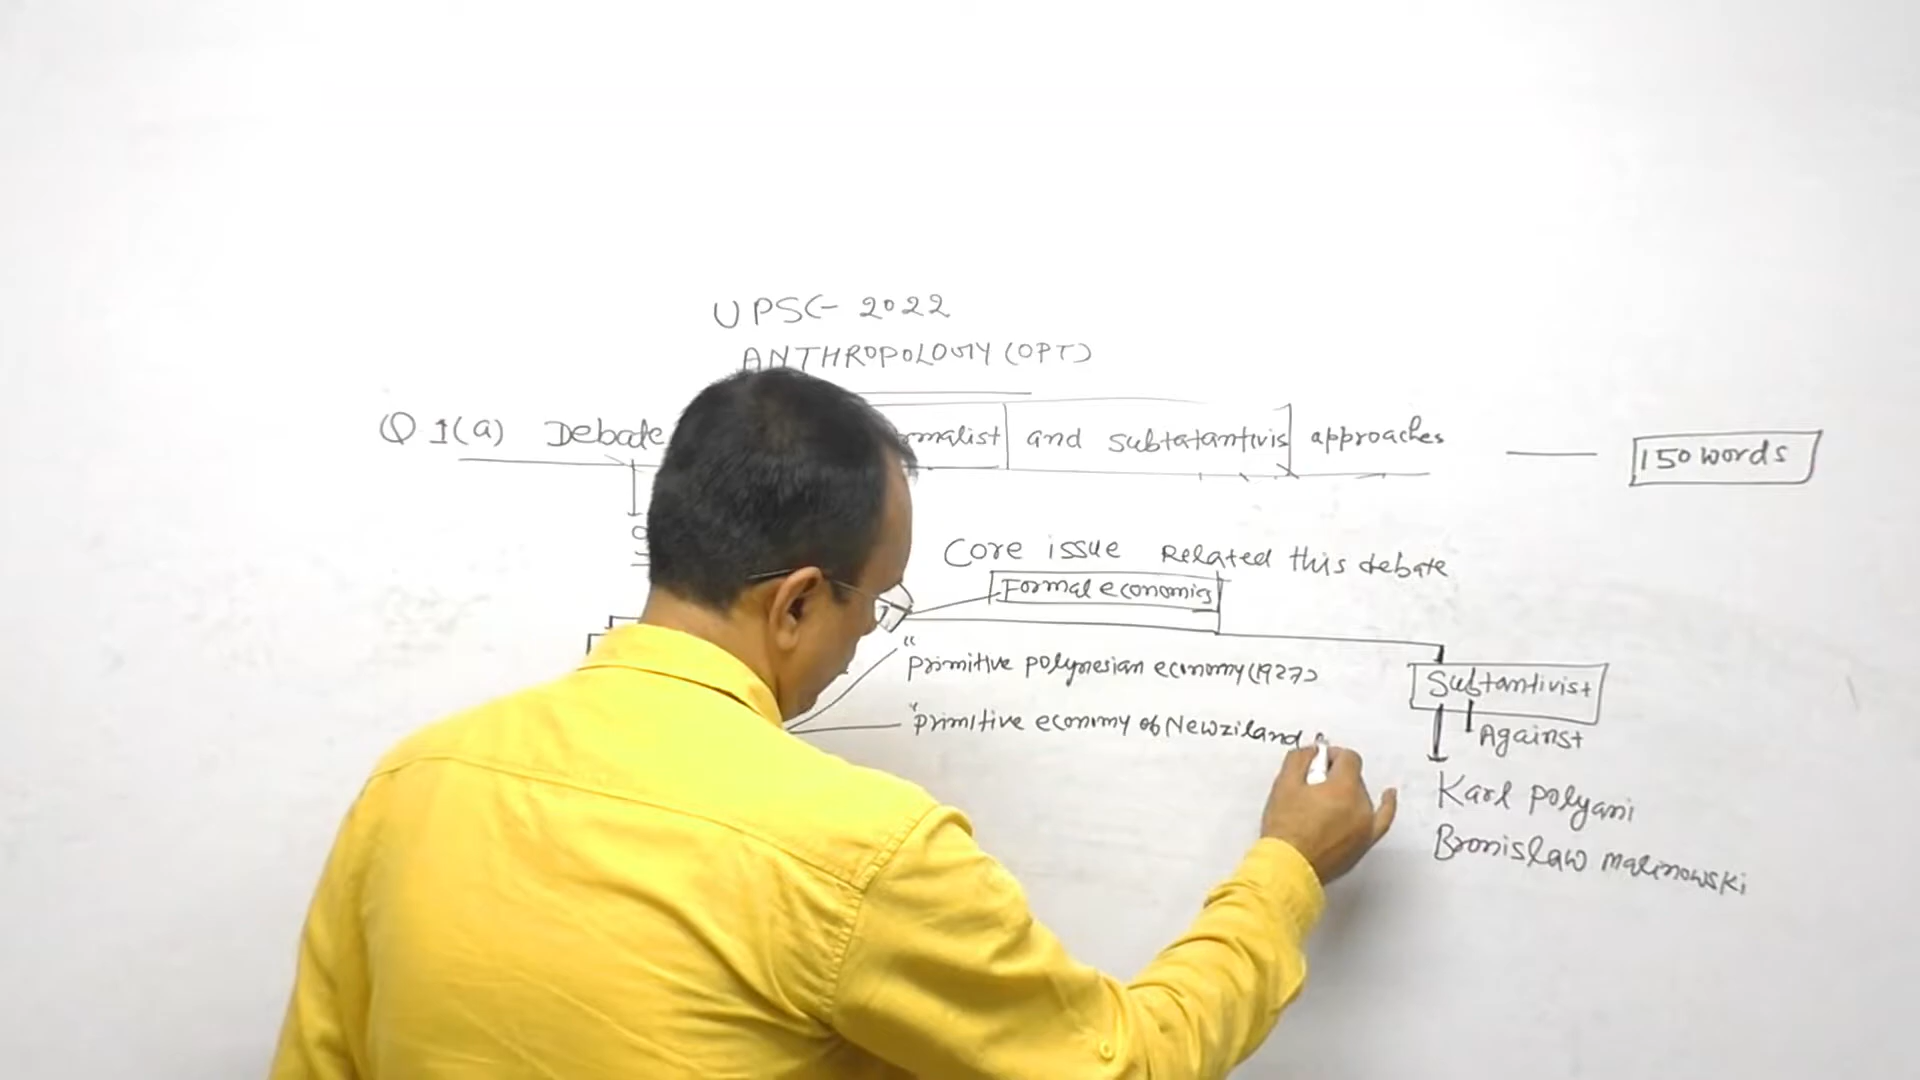 UPSC- 2022
ANTHROPOLOGY (OPT)
Q 1(a) Debate rmalist and subtatantivis approaches 150 words
Core issue Related this debate
Formal economics
"primitive polynesian economy (1927)
Substantivist
"primitive economy of Newziland
Against
Karl polyani
Bronislaw malinowski